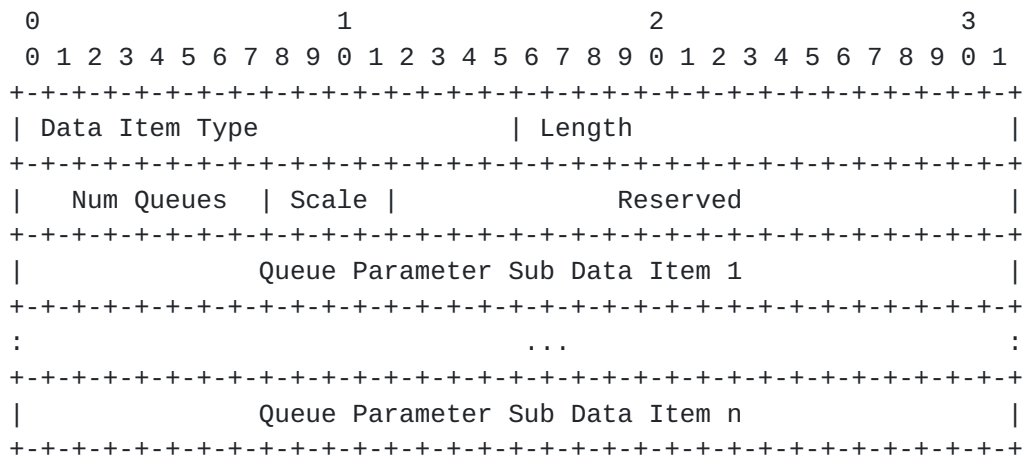 0                   1                   2                   3
 0 1 2 3 4 5 6 7 8 9 0 1 2 3 4 5 6 7 8 9 0 1 2 3 4 5 6 7 8 9 0 1
+-+-+-+-+-+-+-+-+-+-+-+-+-+-+-+-+-+-+-+-+-+-+-+-+-+-+-+-+-+-+-+-+
| Data Item Type                | Length                        |
+-+-+-+-+-+-+-+-+-+-+-+-+-+-+-+-+-+-+-+-+-+-+-+-+-+-+-+-+-+-+-+-+
|   Num Queues  | Scale |              Reserved                 |
+-+-+-+-+-+-+-+-+-+-+-+-+-+-+-+-+-+-+-+-+-+-+-+-+-+-+-+-+-+-+-+-+
|               Queue Parameter Sub Data Item 1                 |
+-+-+-+-+-+-+-+-+-+-+-+-+-+-+-+-+-+-+-+-+-+-+-+-+-+-+-+-+-+-+-+-+
:                                ...                            :
+-+-+-+-+-+-+-+-+-+-+-+-+-+-+-+-+-+-+-+-+-+-+-+-+-+-+-+-+-+-+-+-+
|               Queue Parameter Sub Data Item n                 |
+-+-+-+-+-+-+-+-+-+-+-+-+-+-+-+-+-+-+-+-+-+-+-+-+-+-+-+-+-+-+-+-+